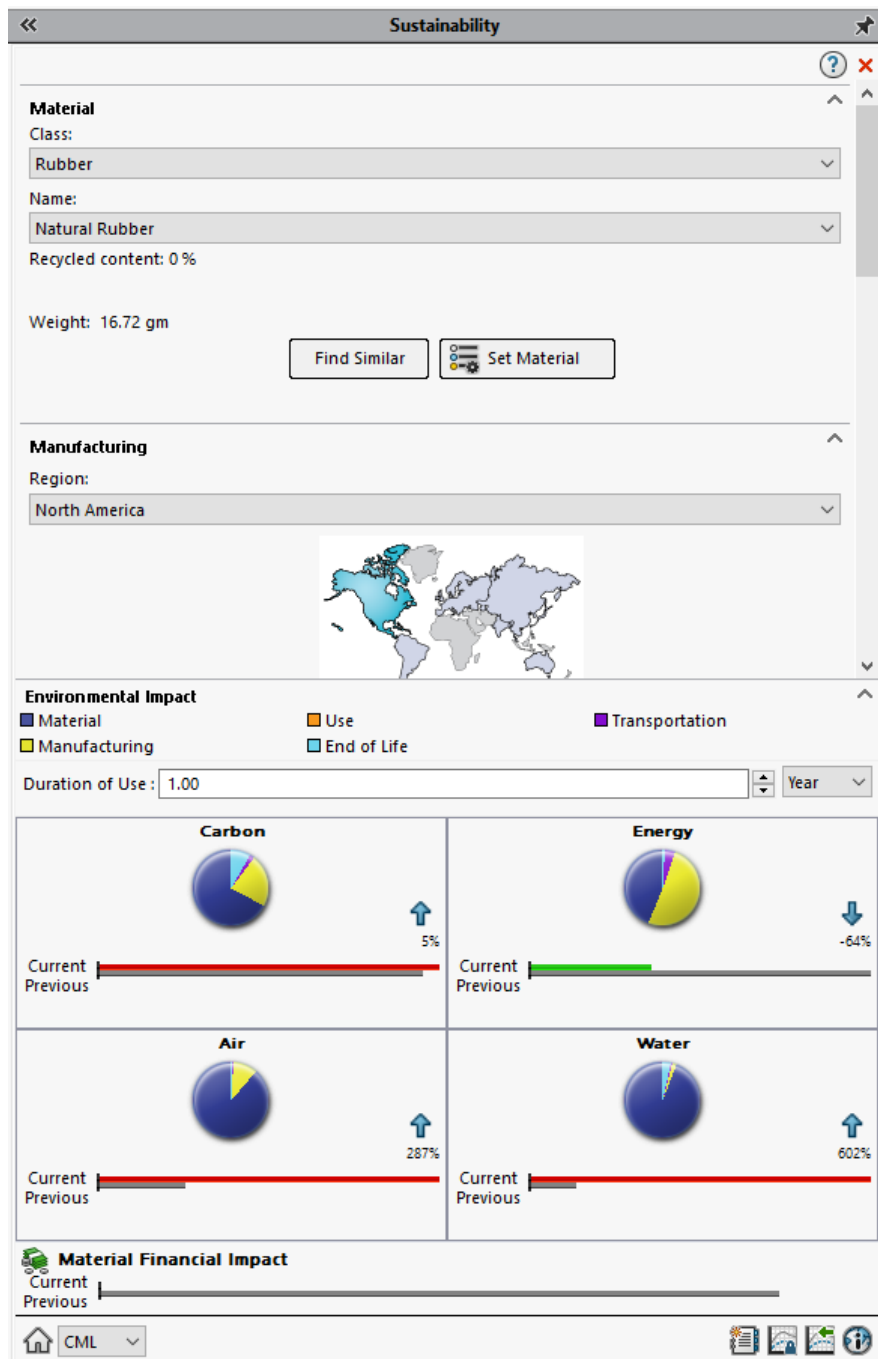 Sustainability
Material
Class:
Rubber
Name:
Natural Rubber
Recycled content: 0 %
Weight: 16.72 gm
Find Similar
Set Material
Manufacturing
Region:
North America
Environmental Impact
Material Use Transportation
Manufacturing End of Life
Duration of Use : 1.00 Year
Carbon
5%
Current
Previous
Energy
-64%
Current
Previous
Air
287%
Current
Previous
Water
602%
Current
Previous
Material Financial Impact
Current
Previous
CML